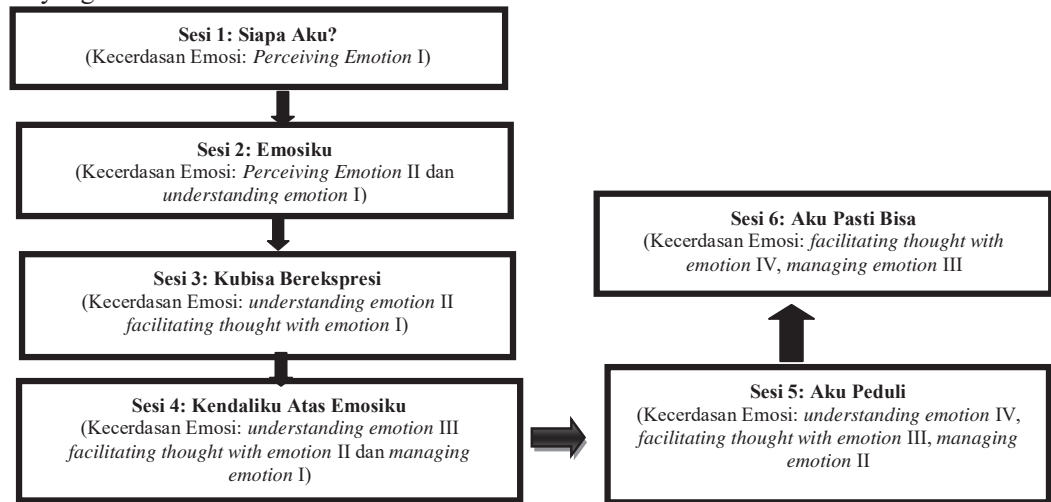 Sesi 1: Siapa Aku?
(Kecerdasan Emosi: Perceiving Emotion I)
Sesi 2: Emosiku
(Kecerdasan Emosi: Perceiving Emotion II dan
understanding emotion I)
Sesi 3: Kubisa Berekspresi
(Kecerdasan Emosi: understanding emotion II
facilitating thought with emotion I)
Sesi 4: Kendaliku Atas Emosiku
(Kecerdasan Emosi: understanding emotion III
facilitating thought with emotion II dan managing
emotion I)
Sesi 5: Aku Peduli
(Kecerdasan Emosi: understanding emotion IV,
facilitating thought with emotion III, managing
emotion II
Sesi 6: Aku Pasti Bisa
(Kecerdasan Emosi: facilitating thought with
emotion IV, managing emotion III